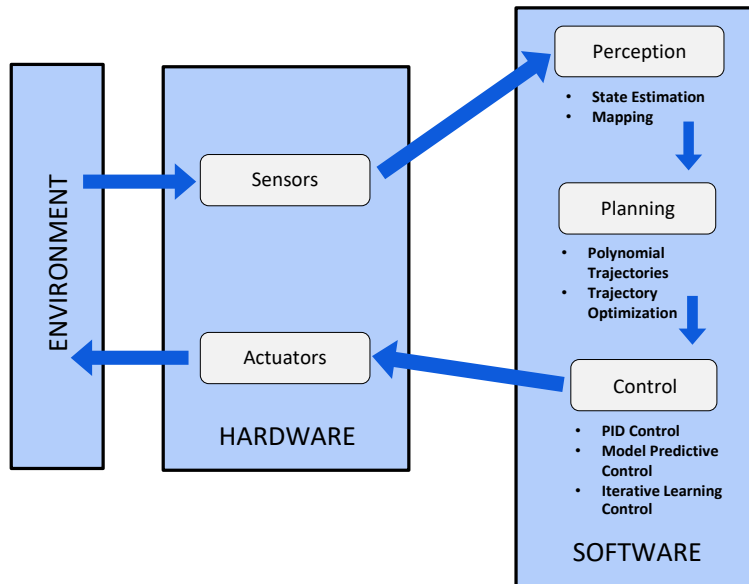 ENVIRONMENT
Sensors
Actuators
HARDWARE
Perception
• State Estimation
• Mapping
Planning
• Polynomial
Trajectories
• Trajectory
Optimization
Control
• PID Control
• Model Predictive
Control
• Iterative Learning
Control
SOFTWARE